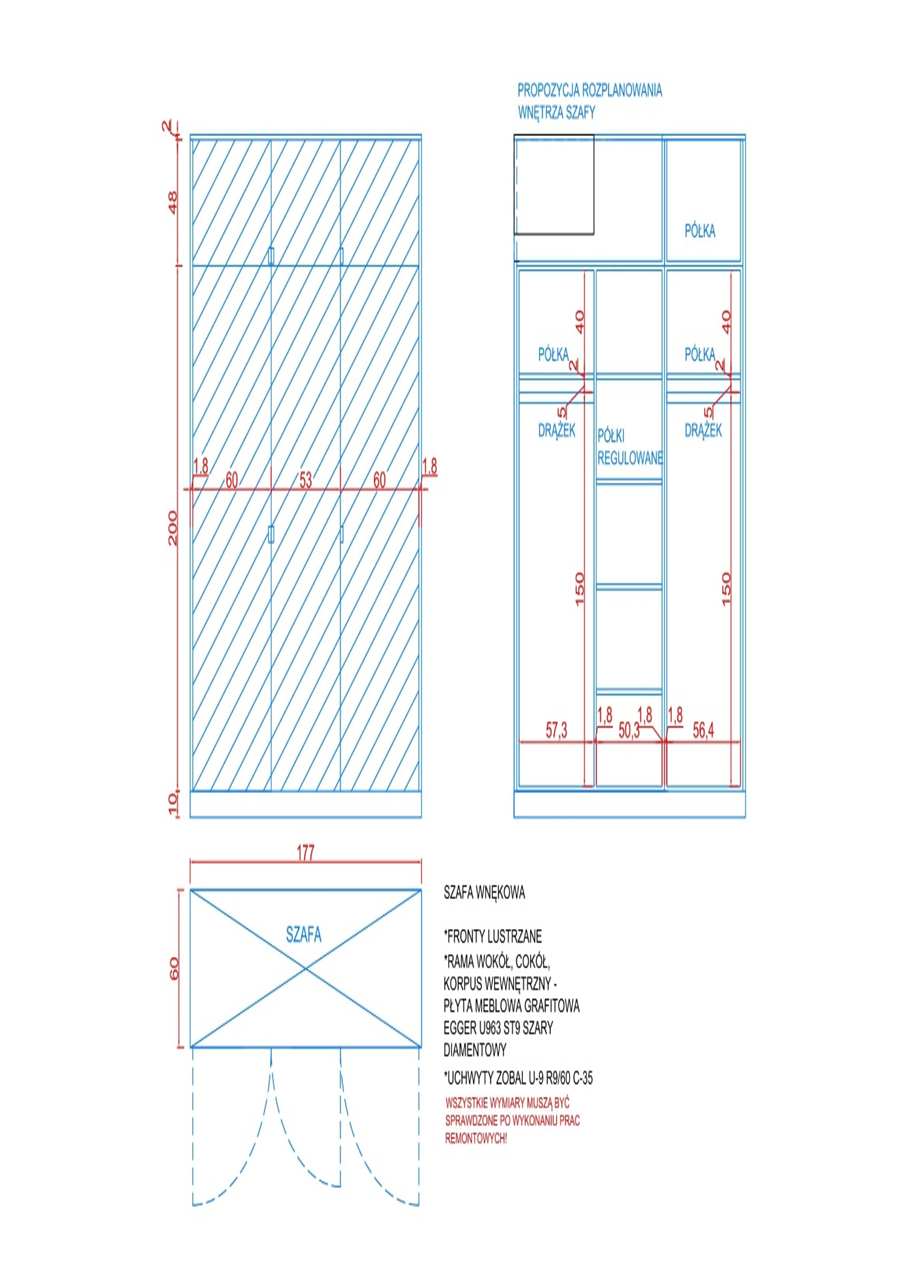 PROPOZYCJA ROZPLANOWANIA
WNĘTRZA SZAFY
2
48
200
10
1.8
60
53
60
1.8
PÓŁKA
40
40
PÓŁKA
2
PÓŁKA
2
5
5
DRĄŻEK
DRĄŻEK
PÓŁKI
REGULOWANE
150
150
57,3
1,8
50,3
1,8
1,8
56,4
177
60
SZAFA
SZAFA WNĘKOWA
*FRONTY LUSTRZANE
*RAMA WOKÓŁ, COKÓŁ,
KORPUS WEWNĘTRZNY -
PŁYTA MEBLOWA GRAFITOWA
EGGER U963 ST9 SZARY
DIAMENTOWY
*UCHWYTY ZOBAL U-9 R9/60 C-35
WSZYSTKIE WYMIARY MUSZĄ BYĆ
SPRAWDZONE PO WYKONANIU PRAC
REMONTOWYCH!